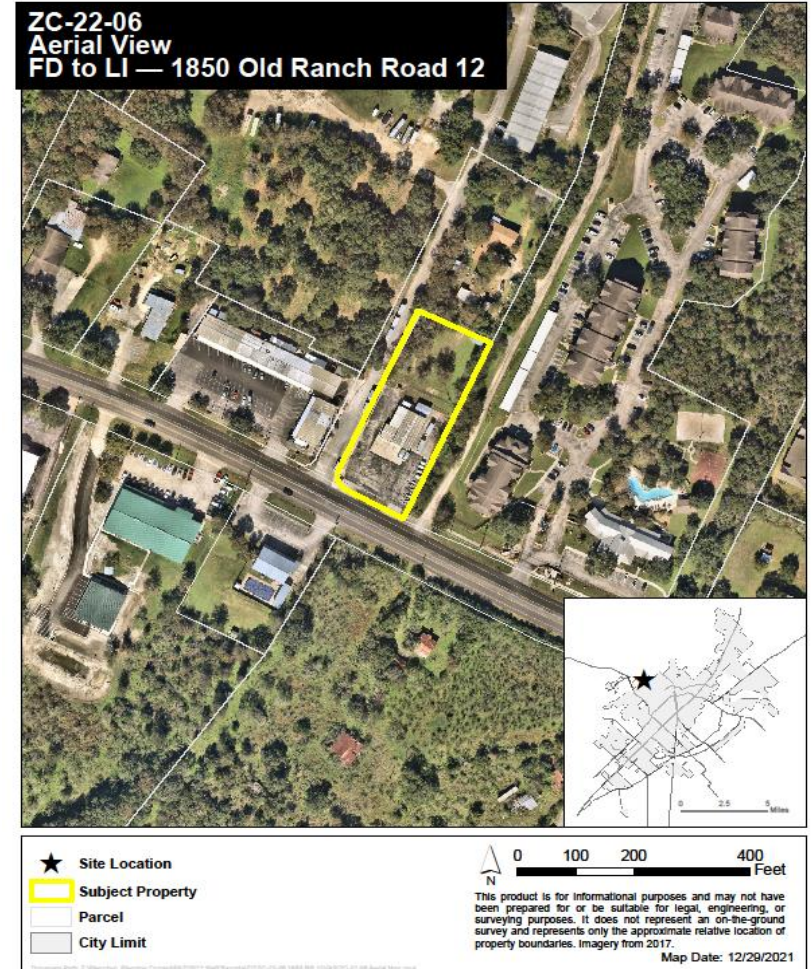 ZC-22-06
Aerial View
FD to LI — 1850 Old Ranch Road 12
0 2.5 5
Miles
Site Location
Subject Property
Parcel
City Limit
N
0 100 200 400
Feet
This product is for informational purposes and may not have
been prepared for or be suitable for legal, engineering, or
surveying purposes. It does not represent an on-the-ground
survey and represents only the approximate relative location of
property boundaries. Imagery from 2017.
Map Date: 12/29/2021